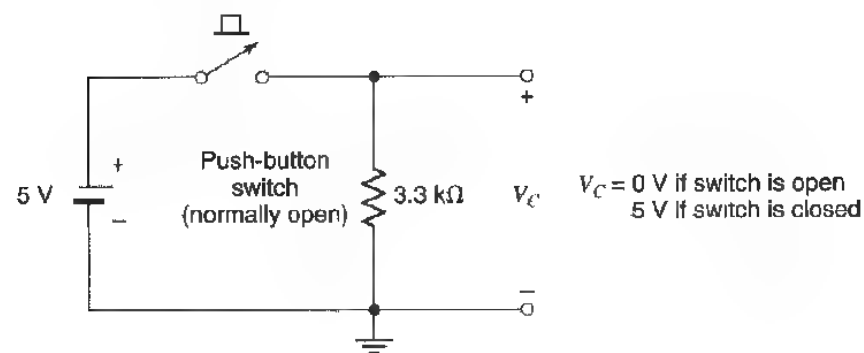 +
5 V
−
Push-button
switch
(normally open)
3.3 kΩ
+
V_C
−
V_C = 0 V if switch is open
5 V if switch is closed